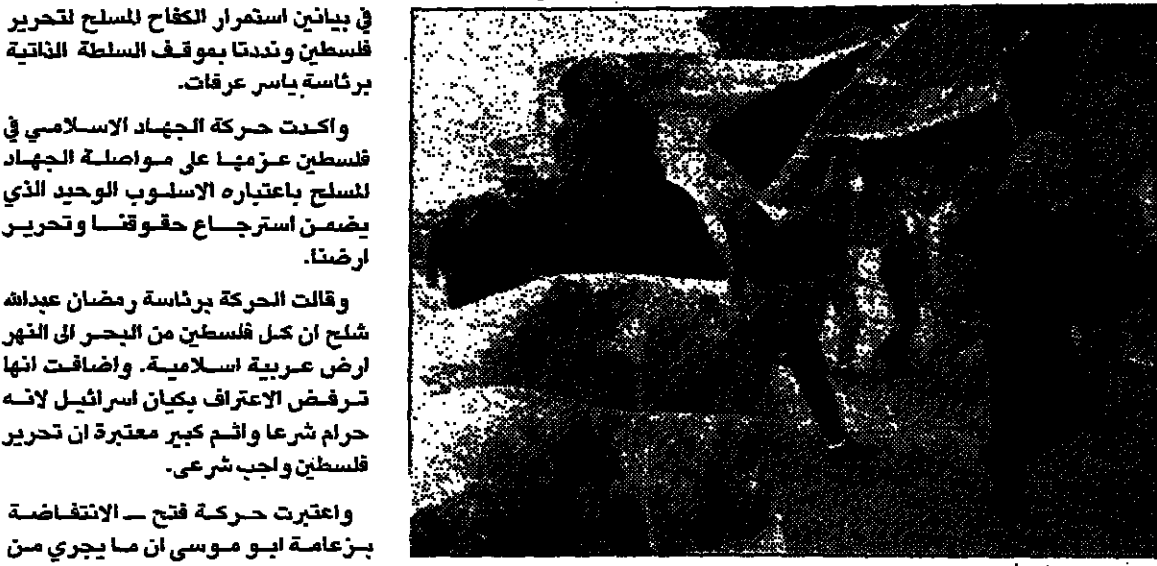 في بيانين استمرار الكفاح المسلح لتحرير
فلسطين ونددتا بموقف السلطة الذاتية
برئاسة ياسر عرفات.
واكدت حركة الجهاد الاسلامي في
فلسطين عزمها على مواصلة الجهاد
المسلح باعتباره الاسلوب الوحيد الذي
يضمن استرجاع حقوقنا وتحرير
ارضنا.
وقالت الحركة برئاسة رمضان عبدالله
شلح ان كل فلسطين من البحر الى النهر
ارض عربية اسلامية. واضافت انها
ترفض الاعتراف بكيان اسرائيل لانه
حرام شرعا واثم كبير معتبرة ان تحرير
فلسطين واجب شرعي.
واعتبرت حركة فتح ــ الانتفاضة
بزعامة ابو موسى ان ما يجري من